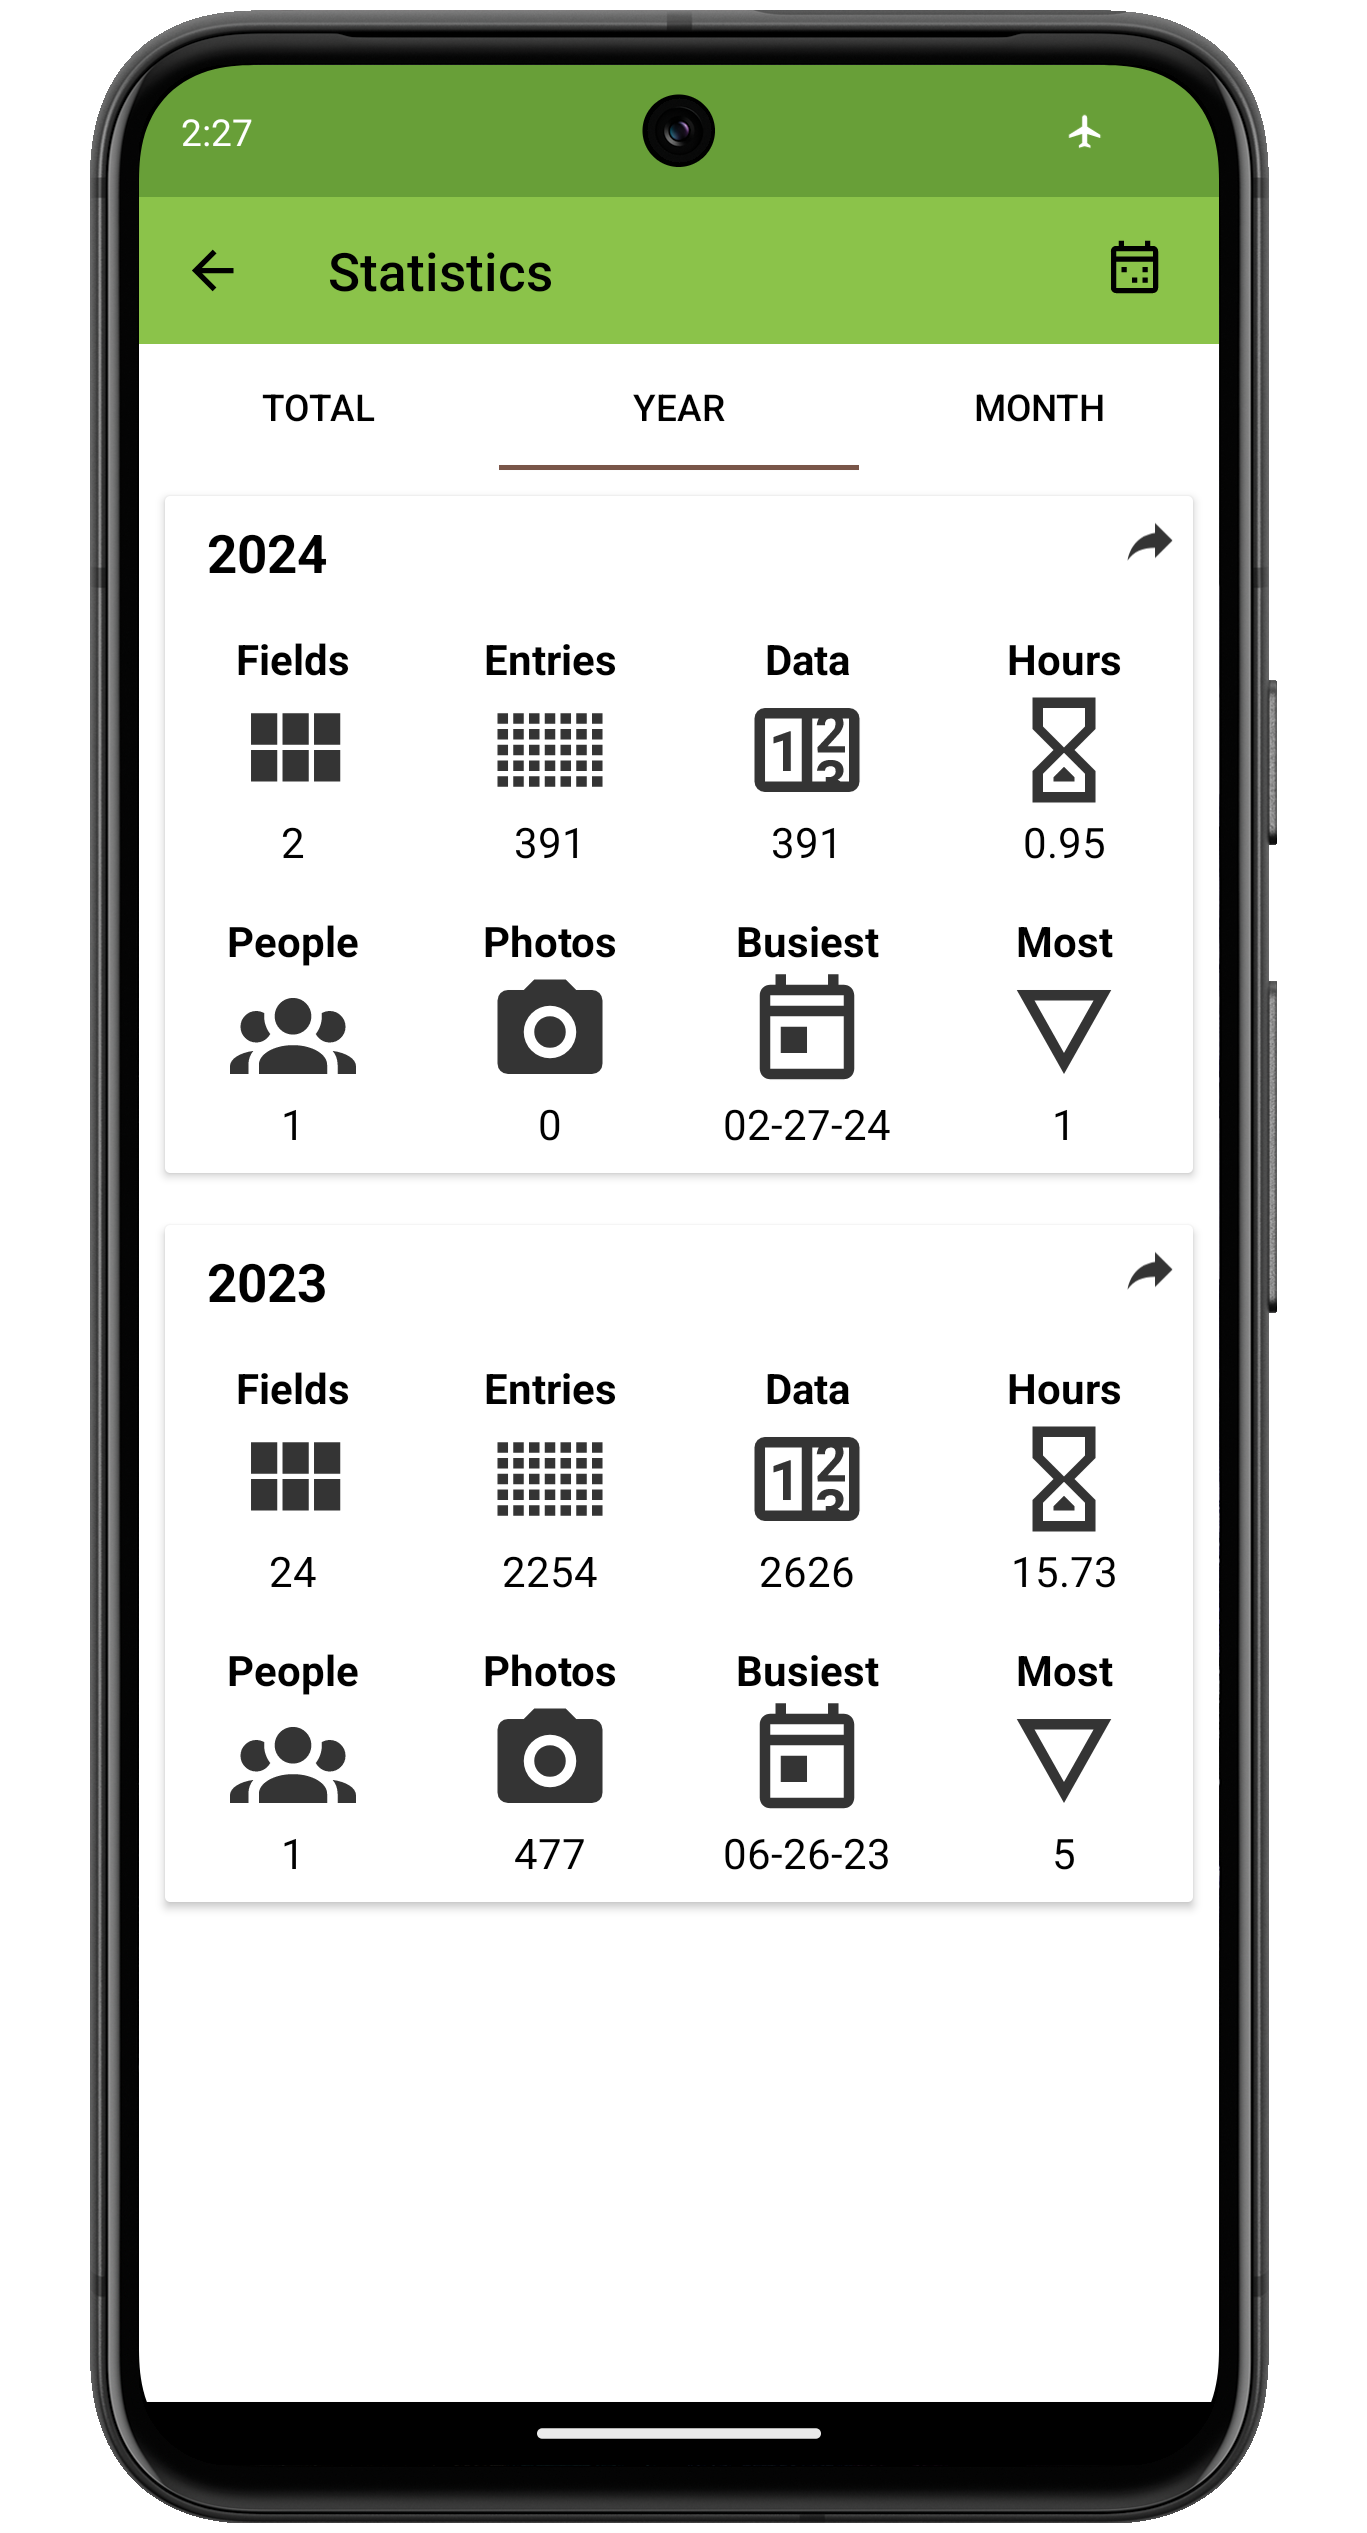 2:27
Statistics
TOTAL YEAR MONTH
2024
Fields Entries Data Hours
2 391 391 0.95
People Photos Busiest Most
1 0 02-27-24 1
2023
Fields Entries Data Hours
24 2254 2626 15.73
People Photos Busiest Most
1 477 06-26-23 5